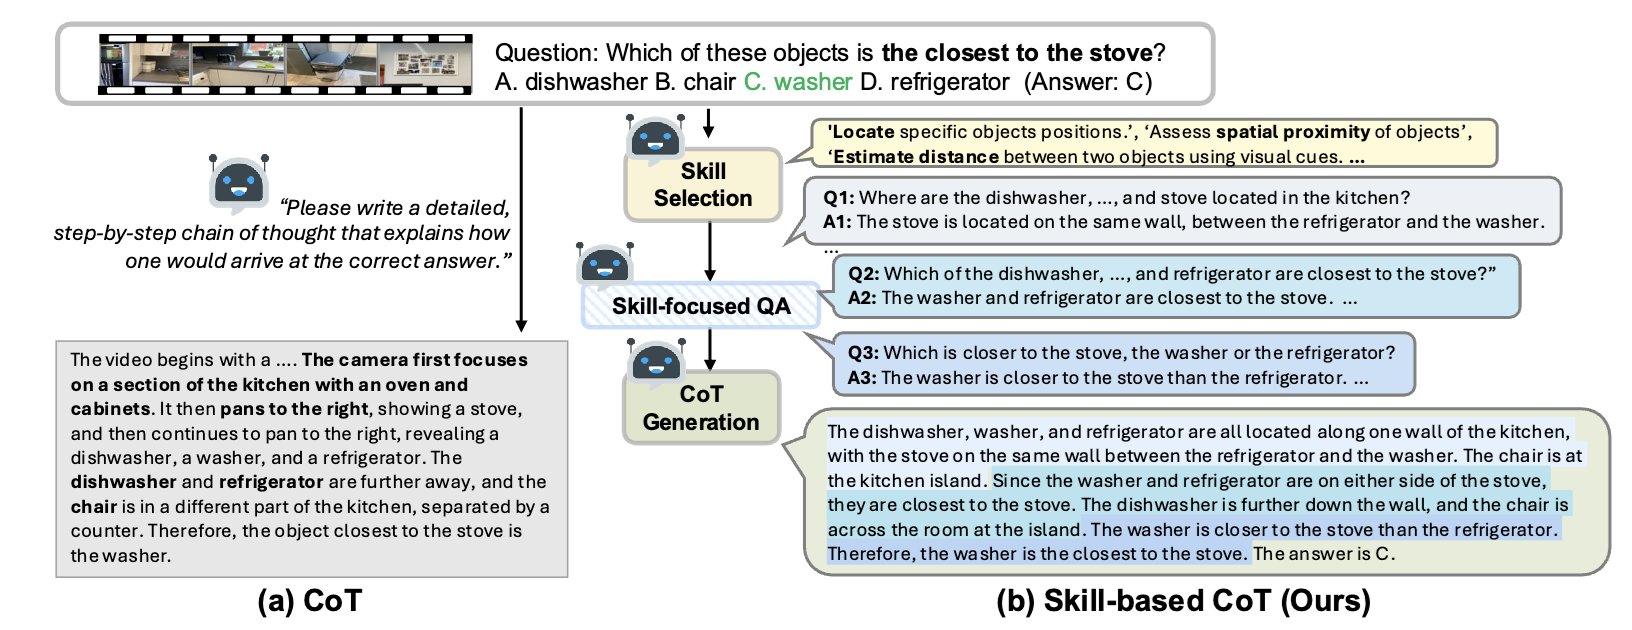 Question: Which of these objects is the closest to the stove?
A. dishwasher B. chair C. washer D. refrigerator (Answer: C)
“Please write a detailed,
step-by-step chain of thought that explains how
one would arrive at the correct answer.”
The video begins with a .... The camera first focuses
on a section of the kitchen with an oven and
cabinets. It then pans to the right, showing a stove,
and then continues to pan to the right, revealing a
dishwasher, a washer, and a refrigerator. The
dishwasher and refrigerator are further away, and the
chair is in a different part of the kitchen, separated by a
counter. Therefore, the object closest to the stove is
the washer.
(a) CoT
Skill
Selection
'Locate specific objects positions.’, ‘Assess spatial proximity of objects’,
‘Estimate distance between two objects using visual cues. ...
Skill-focused QA
Q1: Where are the dishwasher, ..., and stove located in the kitchen?
A1: The stove is located on the same wall, between the refrigerator and the washer.
...
Q2: Which of the dishwasher, ..., and refrigerator are closest to the stove?”
A2: The washer and refrigerator are closest to the stove. ...
Q3: Which is closer to the stove, the washer or the refrigerator?
A3: The washer is closer to the stove than the refrigerator. ...
CoT
Generation
The dishwasher, washer, and refrigerator are all located along one wall of the kitchen,
with the stove on the same wall between the refrigerator and the washer. The chair is at
the kitchen island. Since the washer and refrigerator are on either side of the stove,
they are closest to the stove. The dishwasher is further down the wall, and the chair is
across the room at the island. The washer is closer to the stove than the refrigerator.
Therefore, the washer is the closest to the stove. The answer is C.
(b) Skill-based CoT (Ours)